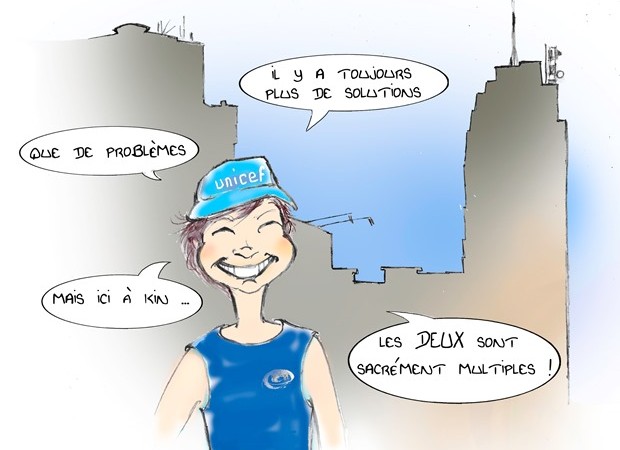 IL Y A TOUJOURS
PLUS DE SOLUTIONS
QUE DE PROBLÈMES
unicef
MAIS ICI À KIN ...
LES DEUX SONT
SACRÉMENT MULTIPLES !